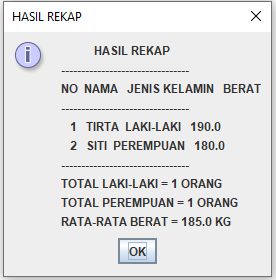 HASIL REKAP
HASIL REKAP
--------------------------------
NO NAMA JENIS KELAMIN BERAT
--------------------------------
1 TIRTA LAKI-LAKI 190.0
2 SITI PEREMPUAN 180.0
--------------------------------
TOTAL LAKI-LAKI = 1 ORANG
TOTAL PEREMPUAN = 1 ORANG
RATA-RATA BERAT = 185.0 KG
OK